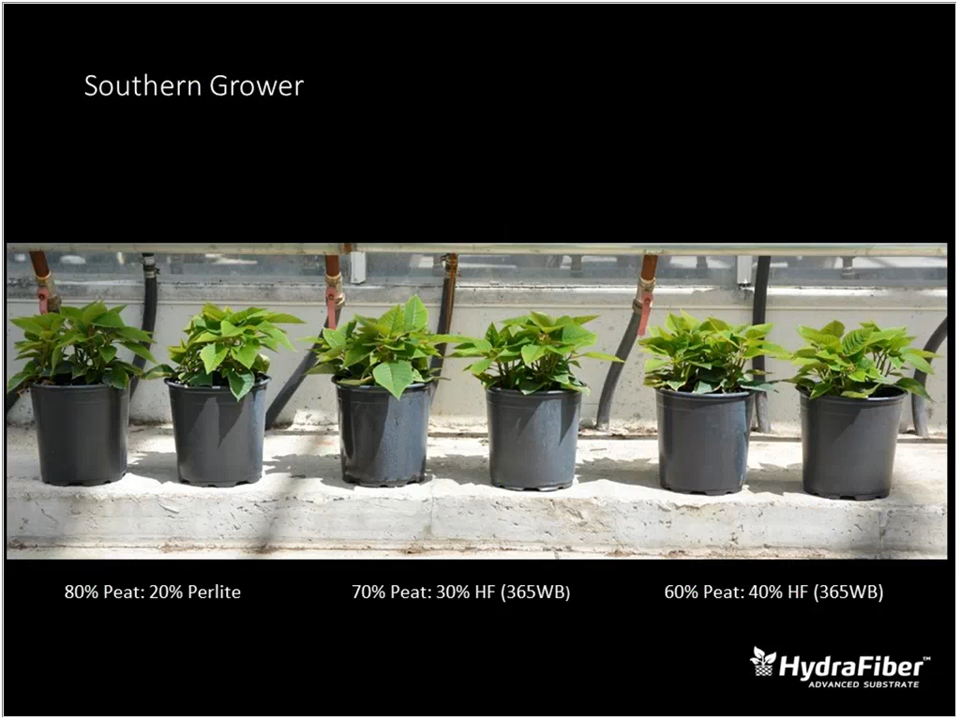 Southern Grower
80% Peat: 20% Perlite
70% Peat: 30% HF (365WB)
60% Peat: 40% HF (365WB)
HydraFiber™
ADVANCED SUBSTRATE